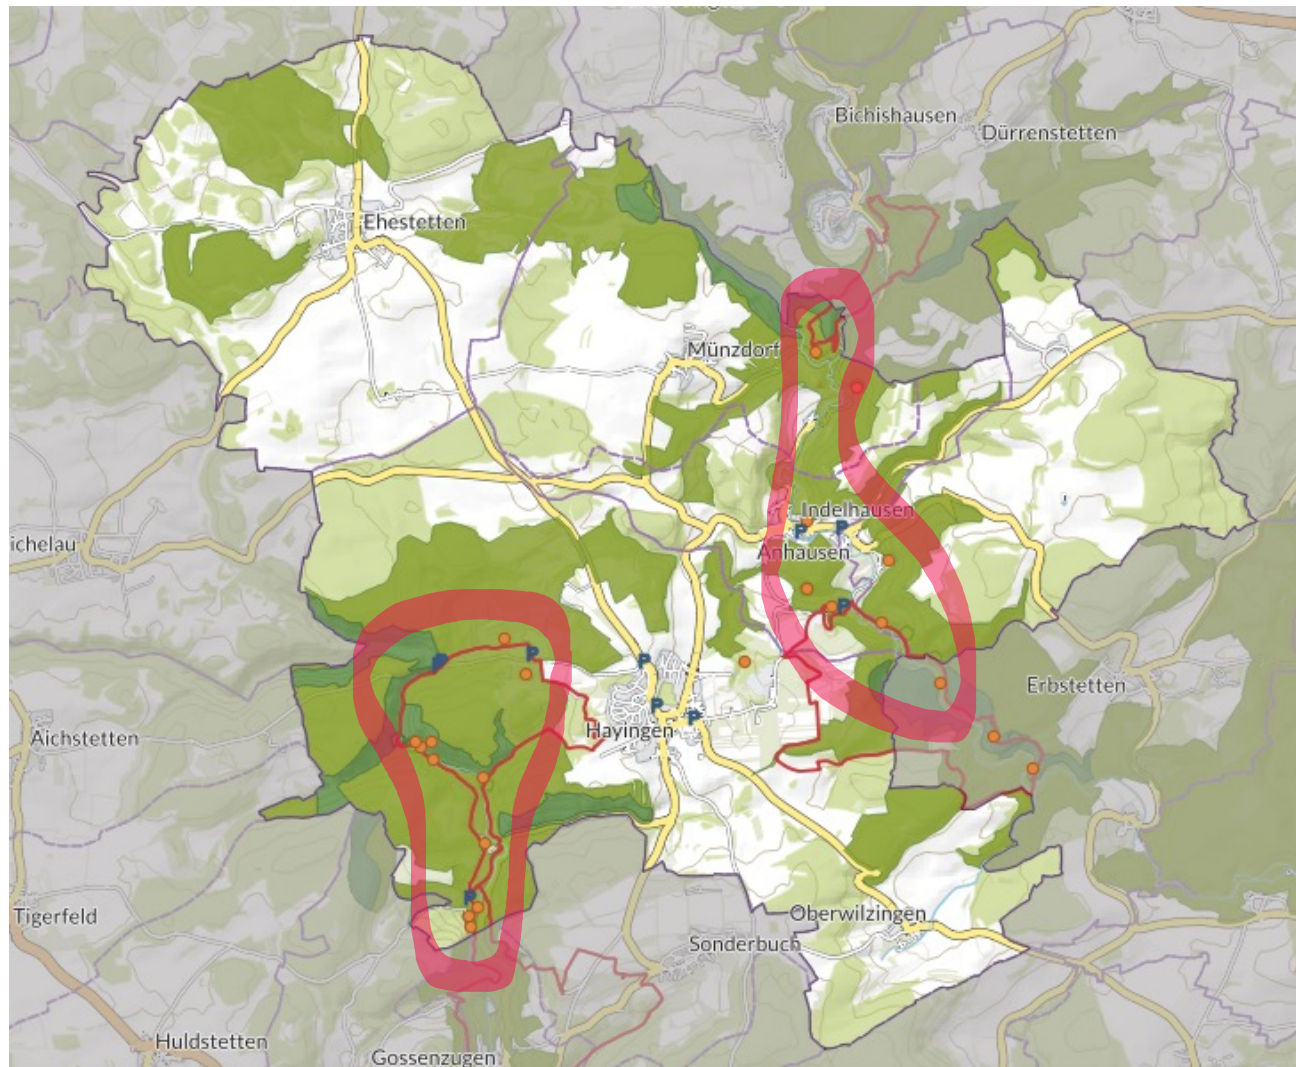 Bichishausen
Dürrenstetten
Ehestetten
Münzdorf
Indelhausen
P
P
Anhausen
ichelau
P
P
P
P
Erbstetten
P
P
Hayingen
Aichstetten
P
Tigerfeld
Oberwilzingen
Sonderbuch
Huldstetten
Gossenzugen